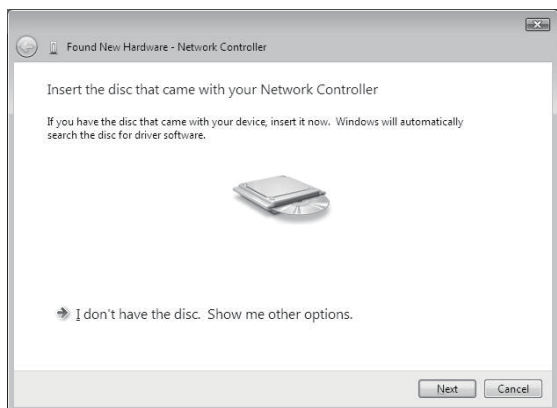 Found New Hardware - Network Controller
Insert the disc that came with your Network Controller
If you have the disc that came with your device, insert it now. Windows will automatically
search the disc for driver software.
I don't have the disc. Show me other options.
Next Cancel